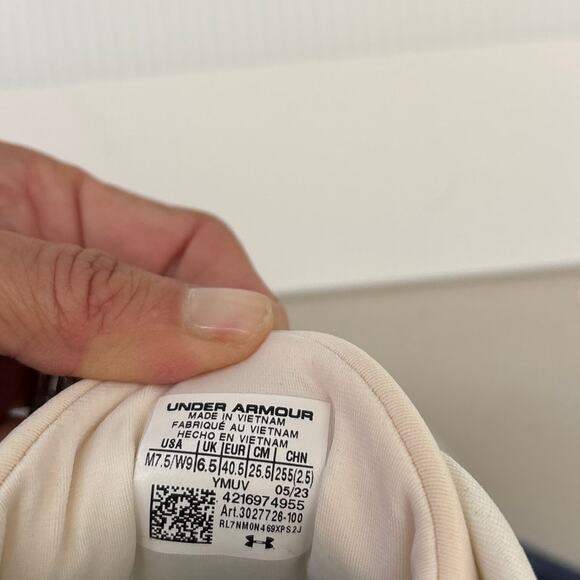 UNDER ARMOUR
MADE IN VIETNAM
FABRIQUÉ AU VIETNAM
HECHO EN VIETNAM
USA UK EUR CM CHN
M7.5/W9 6.5 40.5 25.5 255(2.5)
YMUV 05/23
4216974955
Art.3027726-100
RL7NM0N469XPS2J